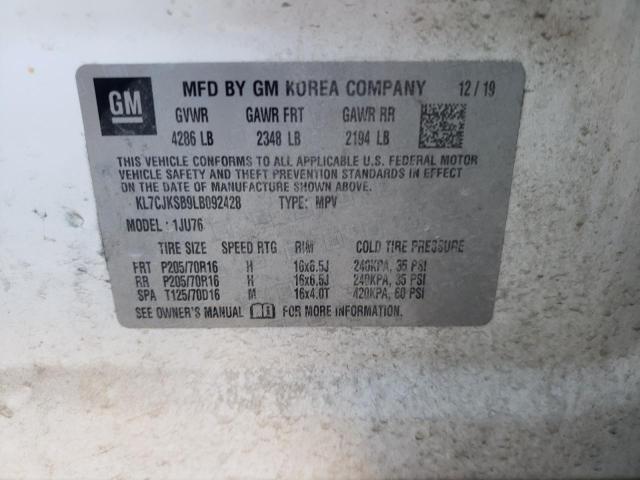 GM
MFD BY GM KOREA COMPANY 12/19
GVWR GAWR FRT GAWR RR
4286 LB 2348 LB 2194 LB
THIS VEHICLE CONFORMS TO ALL APPLICABLE U.S. FEDERAL MOTOR
VEHICLE SAFETY AND THEFT PREVENTION STANDARDS IN EFFECT
ON THE DATE OF MANUFACTURE SHOWN ABOVE.
KL7CJKSB9LB092428 TYPE: MPV
MODEL: 1JU76
TIRE SIZE SPEED RTG RIM COLD TIRE PRESSURE
FRT P205/70R16 H 16x6.5J 240KPA, 35 PSI
RR P205/70R16 H 16x6.5J 240KPA, 35 PSI
SPA T125/70D16 M 16x4.0T 420KPA, 60 PSI
SEE OWNER'S MANUAL FOR MORE INFORMATION.